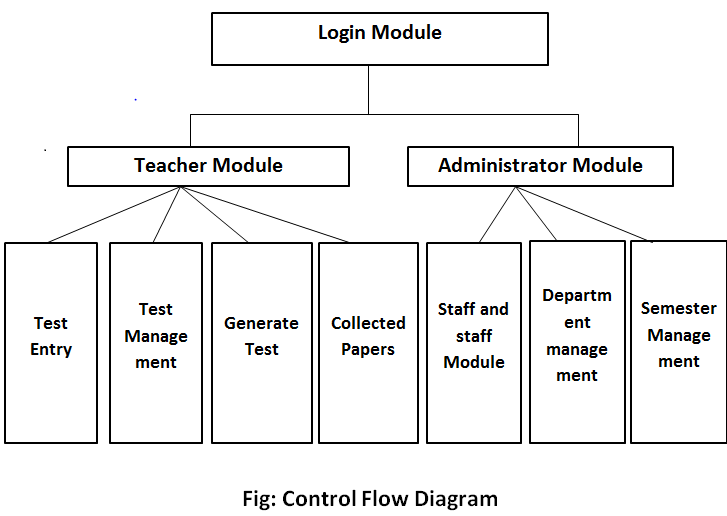 Login Module
Teacher Module
Administrator Module
Test
Entry
Test
Manage
ment
Generate
Test
Collected
Papers
Staff and
staff
Module
Departm
ent
manage
ment
Semester
Manage
ment
Fig: Control Flow Diagram